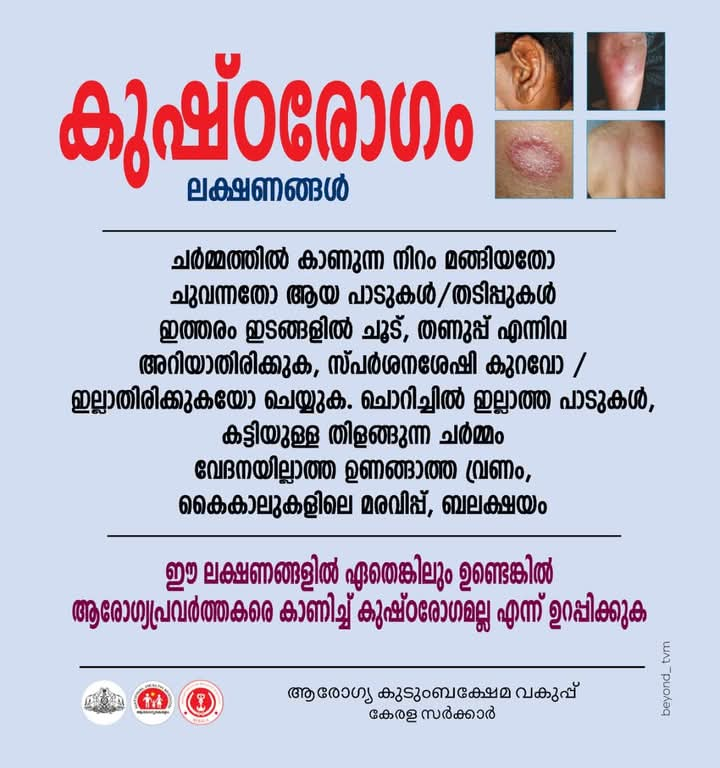 കുഷ്ഠരോഗം
ലക്ഷണങ്ങൾ
ചർമ്മത്തിൽ കാണുന്ന നിറം മങ്ങിയതോ
ചുവന്നതോ ആയ പാടുകൾ/തടിപ്പുകൾ
ഇത്തരം ഇടങ്ങളിൽ ചൂട്, തണുപ്പ് എന്നിവ
അറിയാതിരിക്കുക, സ്പർശനശേഷി കുറവോ /
ഇല്ലാതിരിക്കുകയോ ചെയ്യുക. ചൊറിച്ചിൽ ഇല്ലാത്ത പാടുകൾ,
കട്ടിയുള്ള തിളങ്ങുന്ന ചർമ്മം
വേദനയില്ലാത്ത ഉണങ്ങാത്ത വ്രണം,
കൈകാലുകളിലെ മരവിപ്പ്, ബലക്ഷയം
ഈ ലക്ഷണങ്ങളിൽ ഏതെങ്കിലും ഉണ്ടെങ്കിൽ
ആരോഗ്യപ്രവർത്തകരെ കാണിച്ച് കുഷ്ഠരോഗമല്ല എന്ന് ഉറപ്പിക്കുക
ആരോഗ്യ കുടുംബക്ഷേമ വകുപ്പ്
കേരള സർക്കാർ
beyond_ tvm